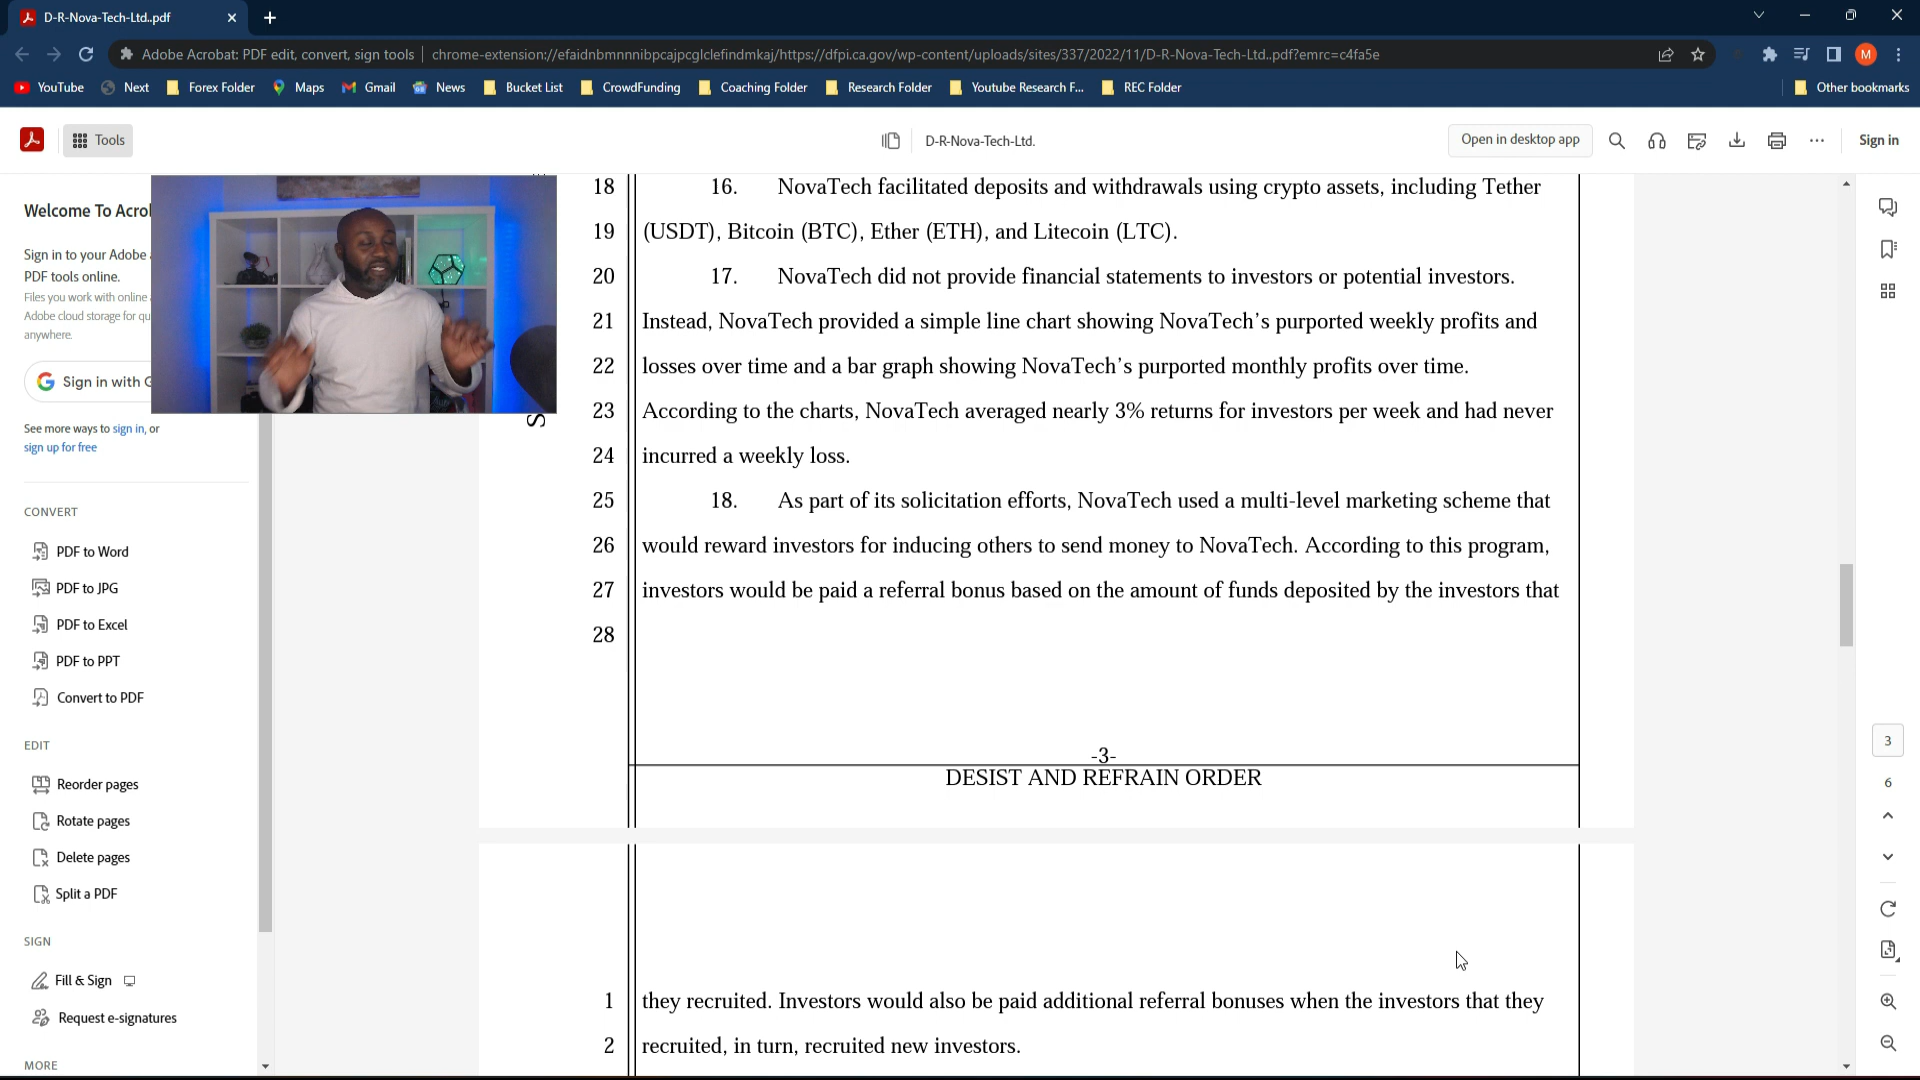 D-R-Nova-Tech-Ltd..pdf
Adobe Acrobat: PDF edit, convert, sign tools | chrome-extension://efaidnbmnnnibpcajpcglclefindmkaj/https://dfpi.ca.gov/wp-content/uploads/sites/337/2022/11/D-R-Nova-Tech-Ltd..pdf?emrc=c4fa5e
M
YouTube Next Forex Folder Maps Gmail News Bucket List CrowdFunding Coaching Folder Research Folder Youtube Research F... REC Folder Other bookmarks
Tools D-R-Nova-Tech-Ltd. Open in desktop app Sign in
Welcome To Acrol
Sign in to your Adobe
PDF tools online.
Files you work with online
Adobe cloud storage for qu
anywhere.
Sign in with G
See more ways to sign in, or
sign up for free
CONVERT
PDF to Word
PDF to JPG
PDF to Excel
PDF to PPT
Convert to PDF
EDIT
Reorder pages
Rotate pages
Delete pages
Split a PDF
SIGN
Fill & Sign
Request e-signatures
MORE
18 16. NovaTech facilitated deposits and withdrawals using crypto assets, including Tether
19 (USDT), Bitcoin (BTC), Ether (ETH), and Litecoin (LTC).
20 17. NovaTech did not provide financial statements to investors or potential investors.
21 Instead, NovaTech provided a simple line chart showing NovaTech's purported weekly profits and
22 losses over time and a bar graph showing NovaTech's purported monthly profits over time.
23 According to the charts, NovaTech averaged nearly 3% returns for investors per week and had never
24 incurred a weekly loss.
25 18. As part of its solicitation efforts, NovaTech used a multi-level marketing scheme that
26 would reward investors for inducing others to send money to NovaTech. According to this program,
27 investors would be paid a referral bonus based on the amount of funds deposited by the investors that
28
-3-
DESIST AND REFRAIN ORDER
1 they recruited. Investors would also be paid additional referral bonuses when the investors that they
2 recruited, in turn, recruited new investors.
S
3
6